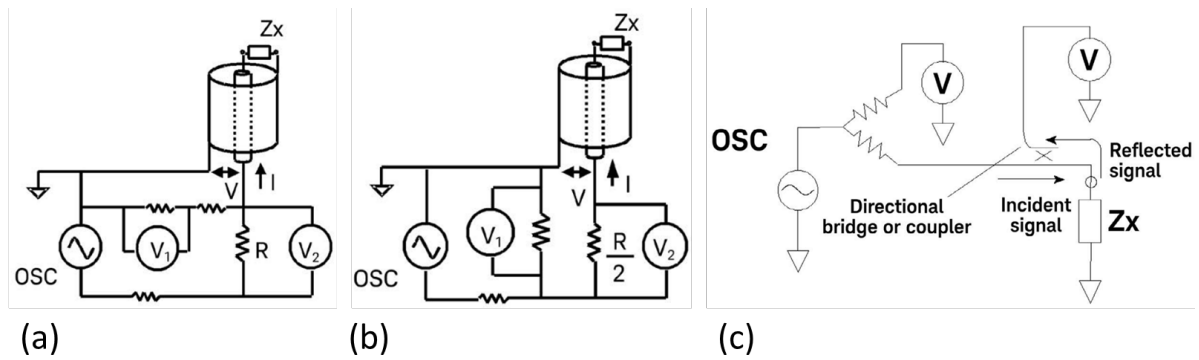 Zx
V
I
V₁
R
V₂
OSC
(a)
Zx
V
I
V₁
R
2
V₂
OSC
(b)
V
V
OSC
Reflected
signal
Directional
bridge or coupler
Incident
signal
Zx
(c)